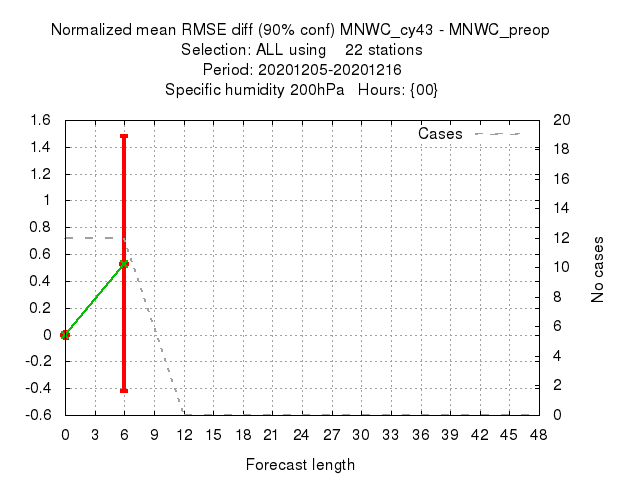 Normalized mean RMSE diff (90% conf) MNWC_cy43 - MNWC_preop
Selection: ALL using    22 stations
Period: 20201205-20201216
Specific humidity 200hPa   Hours: {00}
Cases
1.6
1.4
1.2
1
0.8
0.6
0.4
0.2
0
-0.2
-0.4
-0.6
20
18
16
14
12
10
8
6
4
2
0
No cases
0 3 6 9 12 15 18 21 24 27 30 33 36 39 42 45 48
Forecast length